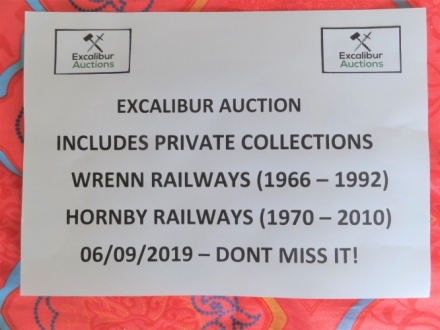 Excalibur
Auctions
Excalibur
Auctions
EXCALIBUR AUCTION
INCLUDES PRIVATE COLLECTIONS
WRENN RAILWAYS (1966 – 1992)
HORNBY RAILWAYS (1970 – 2010)
06/09/2019 – DONT MISS IT!